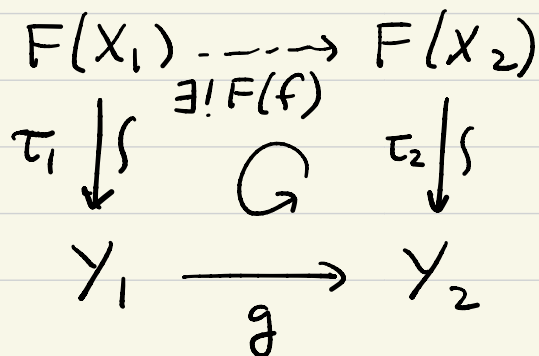 F(X₁) ⇢ F(X₂)
∃! F(f)
τ₁ ↓∫ ↺ τ₂ ↓∫
Y₁ → Y₂
g